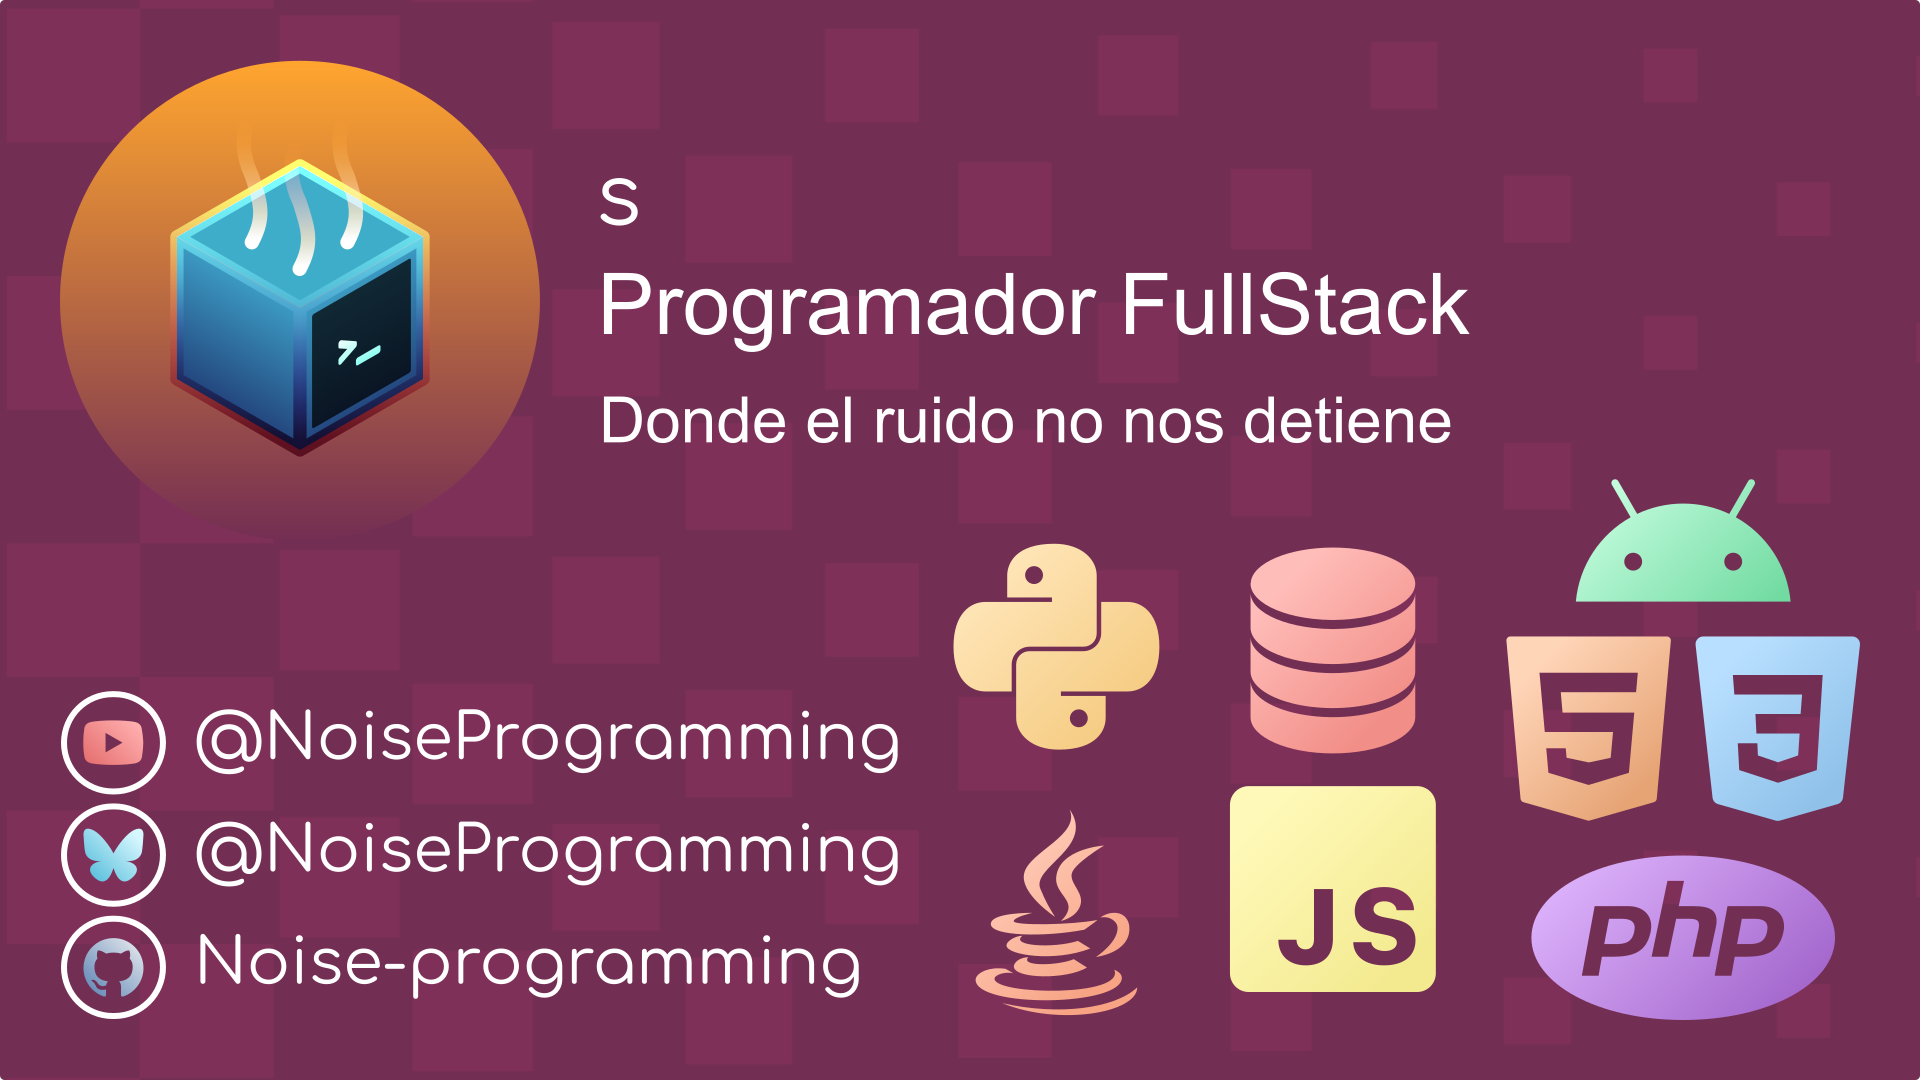 S
Programador FullStack
Donde el ruido no nos detiene
@NoiseProgramming
@NoiseProgramming
Noise-programming
JS
php